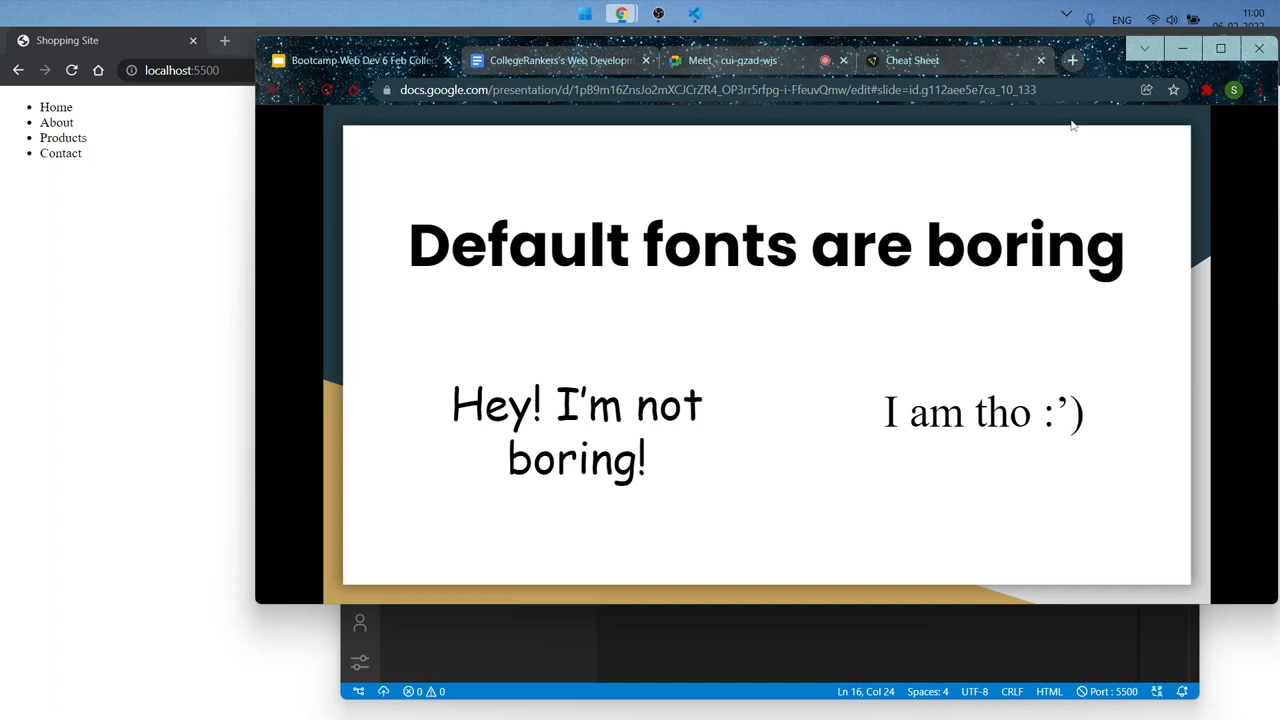 11:00
ENG
Shopping Site
localhost:5500
Home
About
Products
Contact
Bootcamp Web Dev 6 Feb Colle
CollegeRankers's Web Developm
Meet - cui-qzad-wjs
Cheat Sheet
docs.google.com/presentation/d/1pB9m16ZnsJo2mXCJCrZR4_OP3rr5rfpg-i-FfeuvQmw/edit#slide=id.g112aee5e7ca_10_133
S
Default fonts are boring
Hey! I'm not
boring!
I am tho :’)
0 0
Ln 16, Col 24 Spaces: 4 UTF-8 CRLF HTML Port : 5500